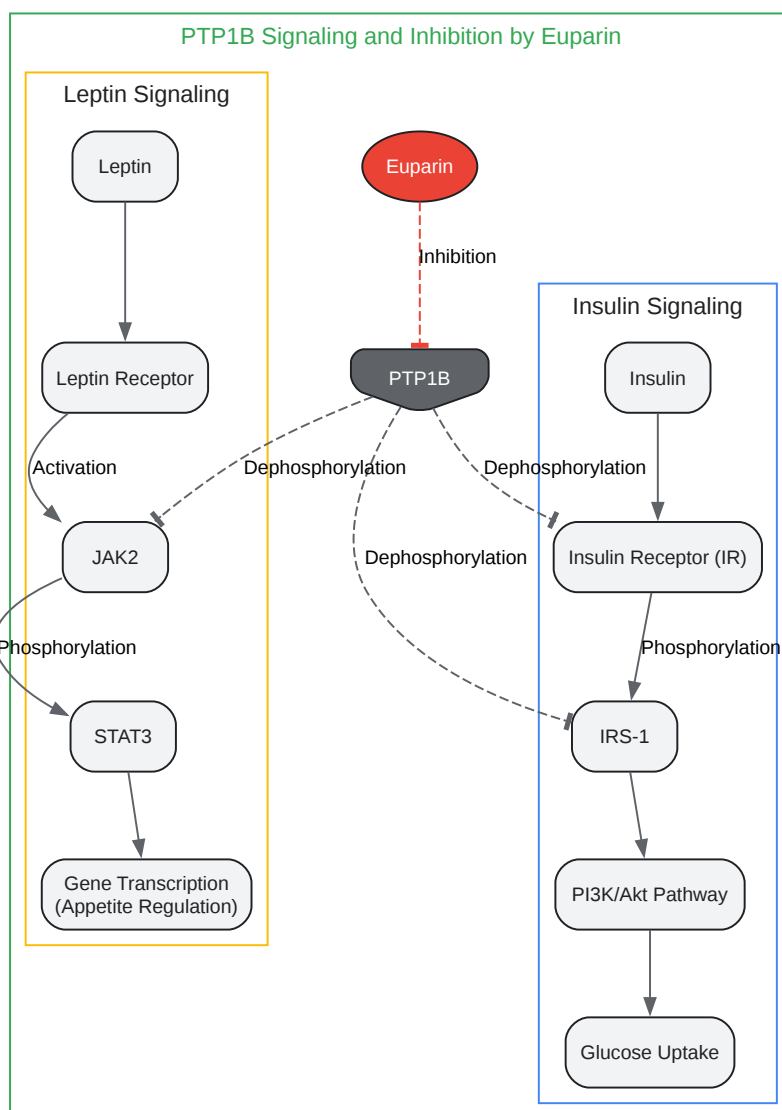 PTP1B Signaling and Inhibition by Euparin
Leptin Signaling
Leptin
Euparin
Inhibition
Insulin Signaling
Leptin Receptor
PTP1B
Insulin
Activation
Dephosphorylation
Dephosphorylation
JAK2
Dephosphorylation
Insulin Receptor (IR)
Phosphorylation
Phosphorylation
STAT3
IRS-1
Gene Transcription
(Appetite Regulation)
PI3K/Akt Pathway
Glucose Uptake